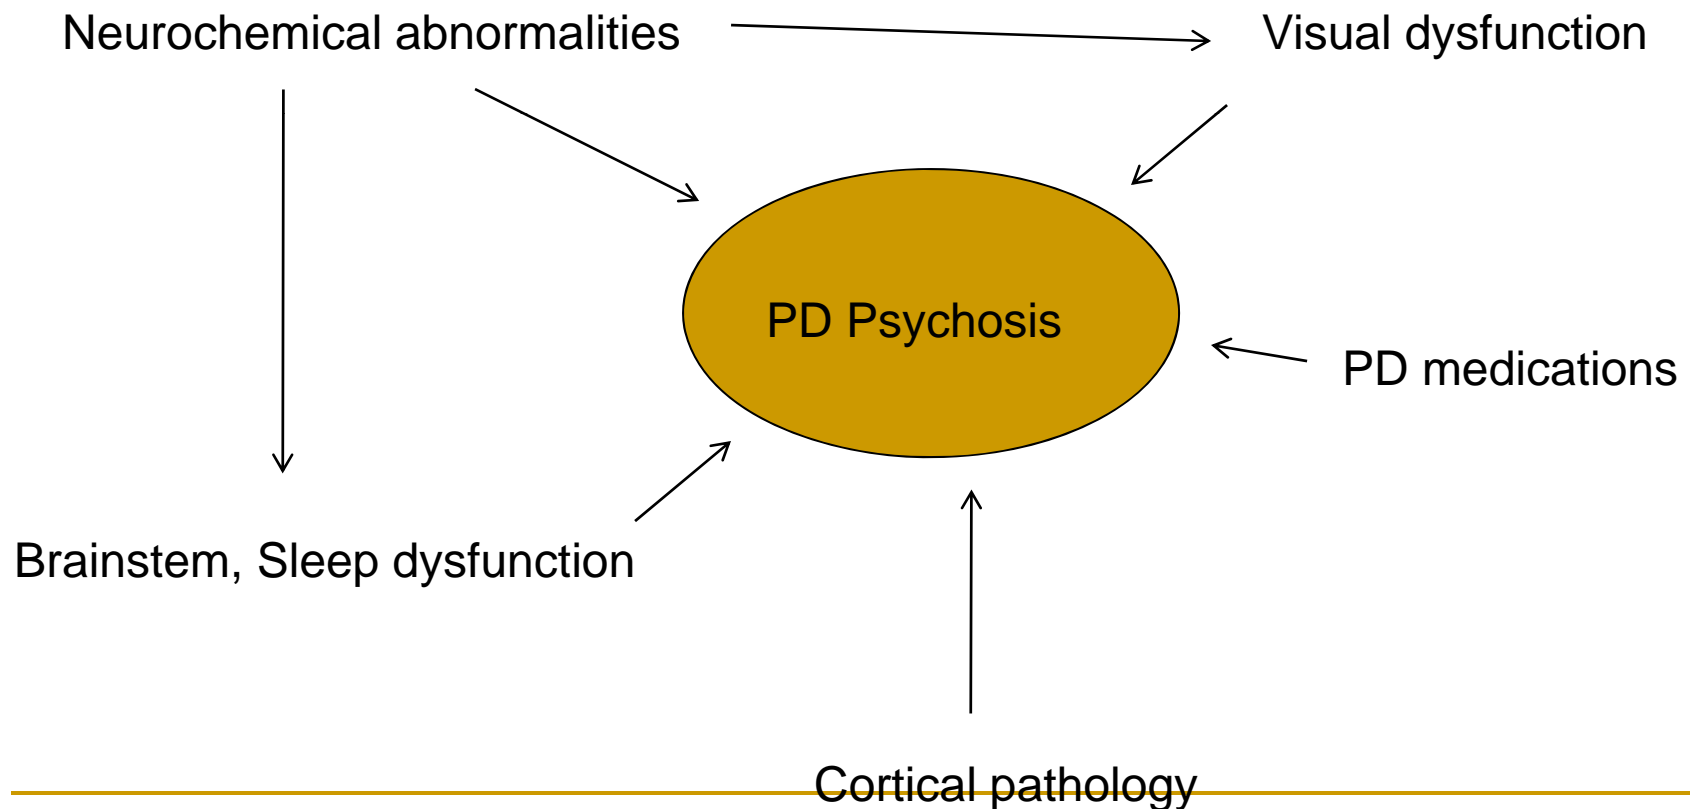 Neurochemical abnormalities
Visual dysfunction
PD Psychosis
PD medications
Brainstem, Sleep dysfunction
Cortical pathology